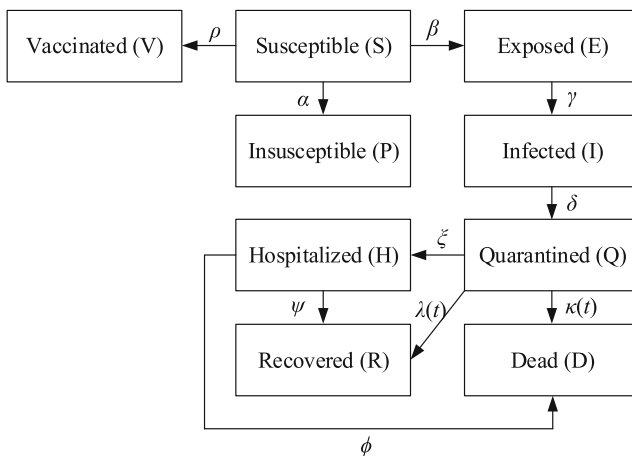 Vaccinated (V)
ρ
Susceptible (S)
β
Exposed (E)
α
γ
Insusceptible (P)
Infected (I)
δ
Hospitalized (H)
ξ
Quarantined (Q)
ψ
λ(t)
κ(t)
Recovered (R)
Dead (D)
ϕ